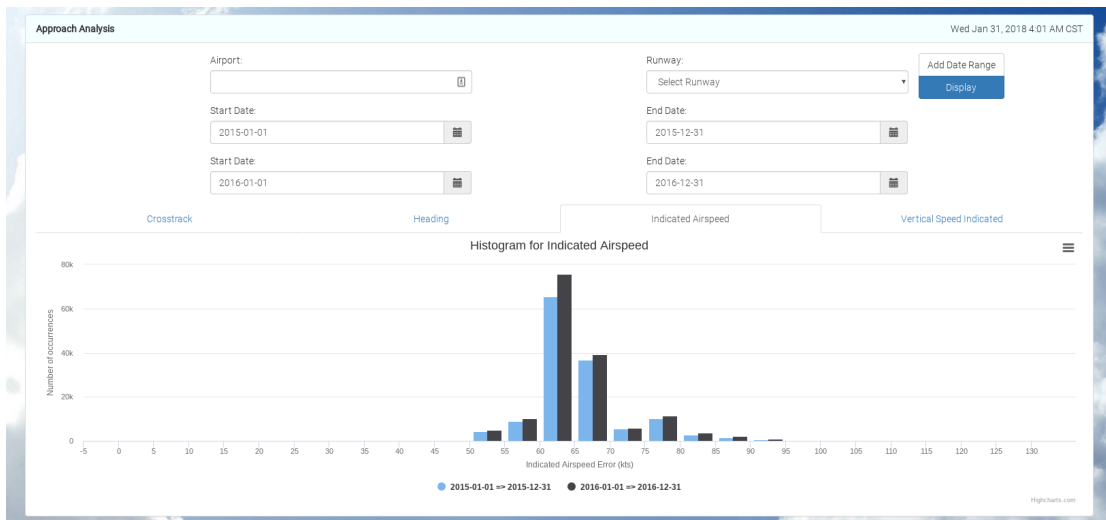 Approach Analysis Wed Jan 31, 2018 4:01 AM CST
Airport: Runway:
Select Runway
Add Date Range
Display
Start Date: End Date:
2015-01-01 2015-12-31
Start Date: End Date:
2016-01-01 2016-12-31
Crosstrack Heading Indicated Airspeed Vertical Speed Indicated
Histogram for Indicated Airspeed
Number of occurrences
80k
60k
40k
20k
0
-5 0 5 10 15 20 25 30 35 40 45 50 55 60 65 70 75 80 85 90 95 100 105 110 115 120 125 130
Indicated Airspeed Error (kts)
2015-01-01 => 2015-12-31 2016-01-01 => 2016-12-31
Highcharts.com